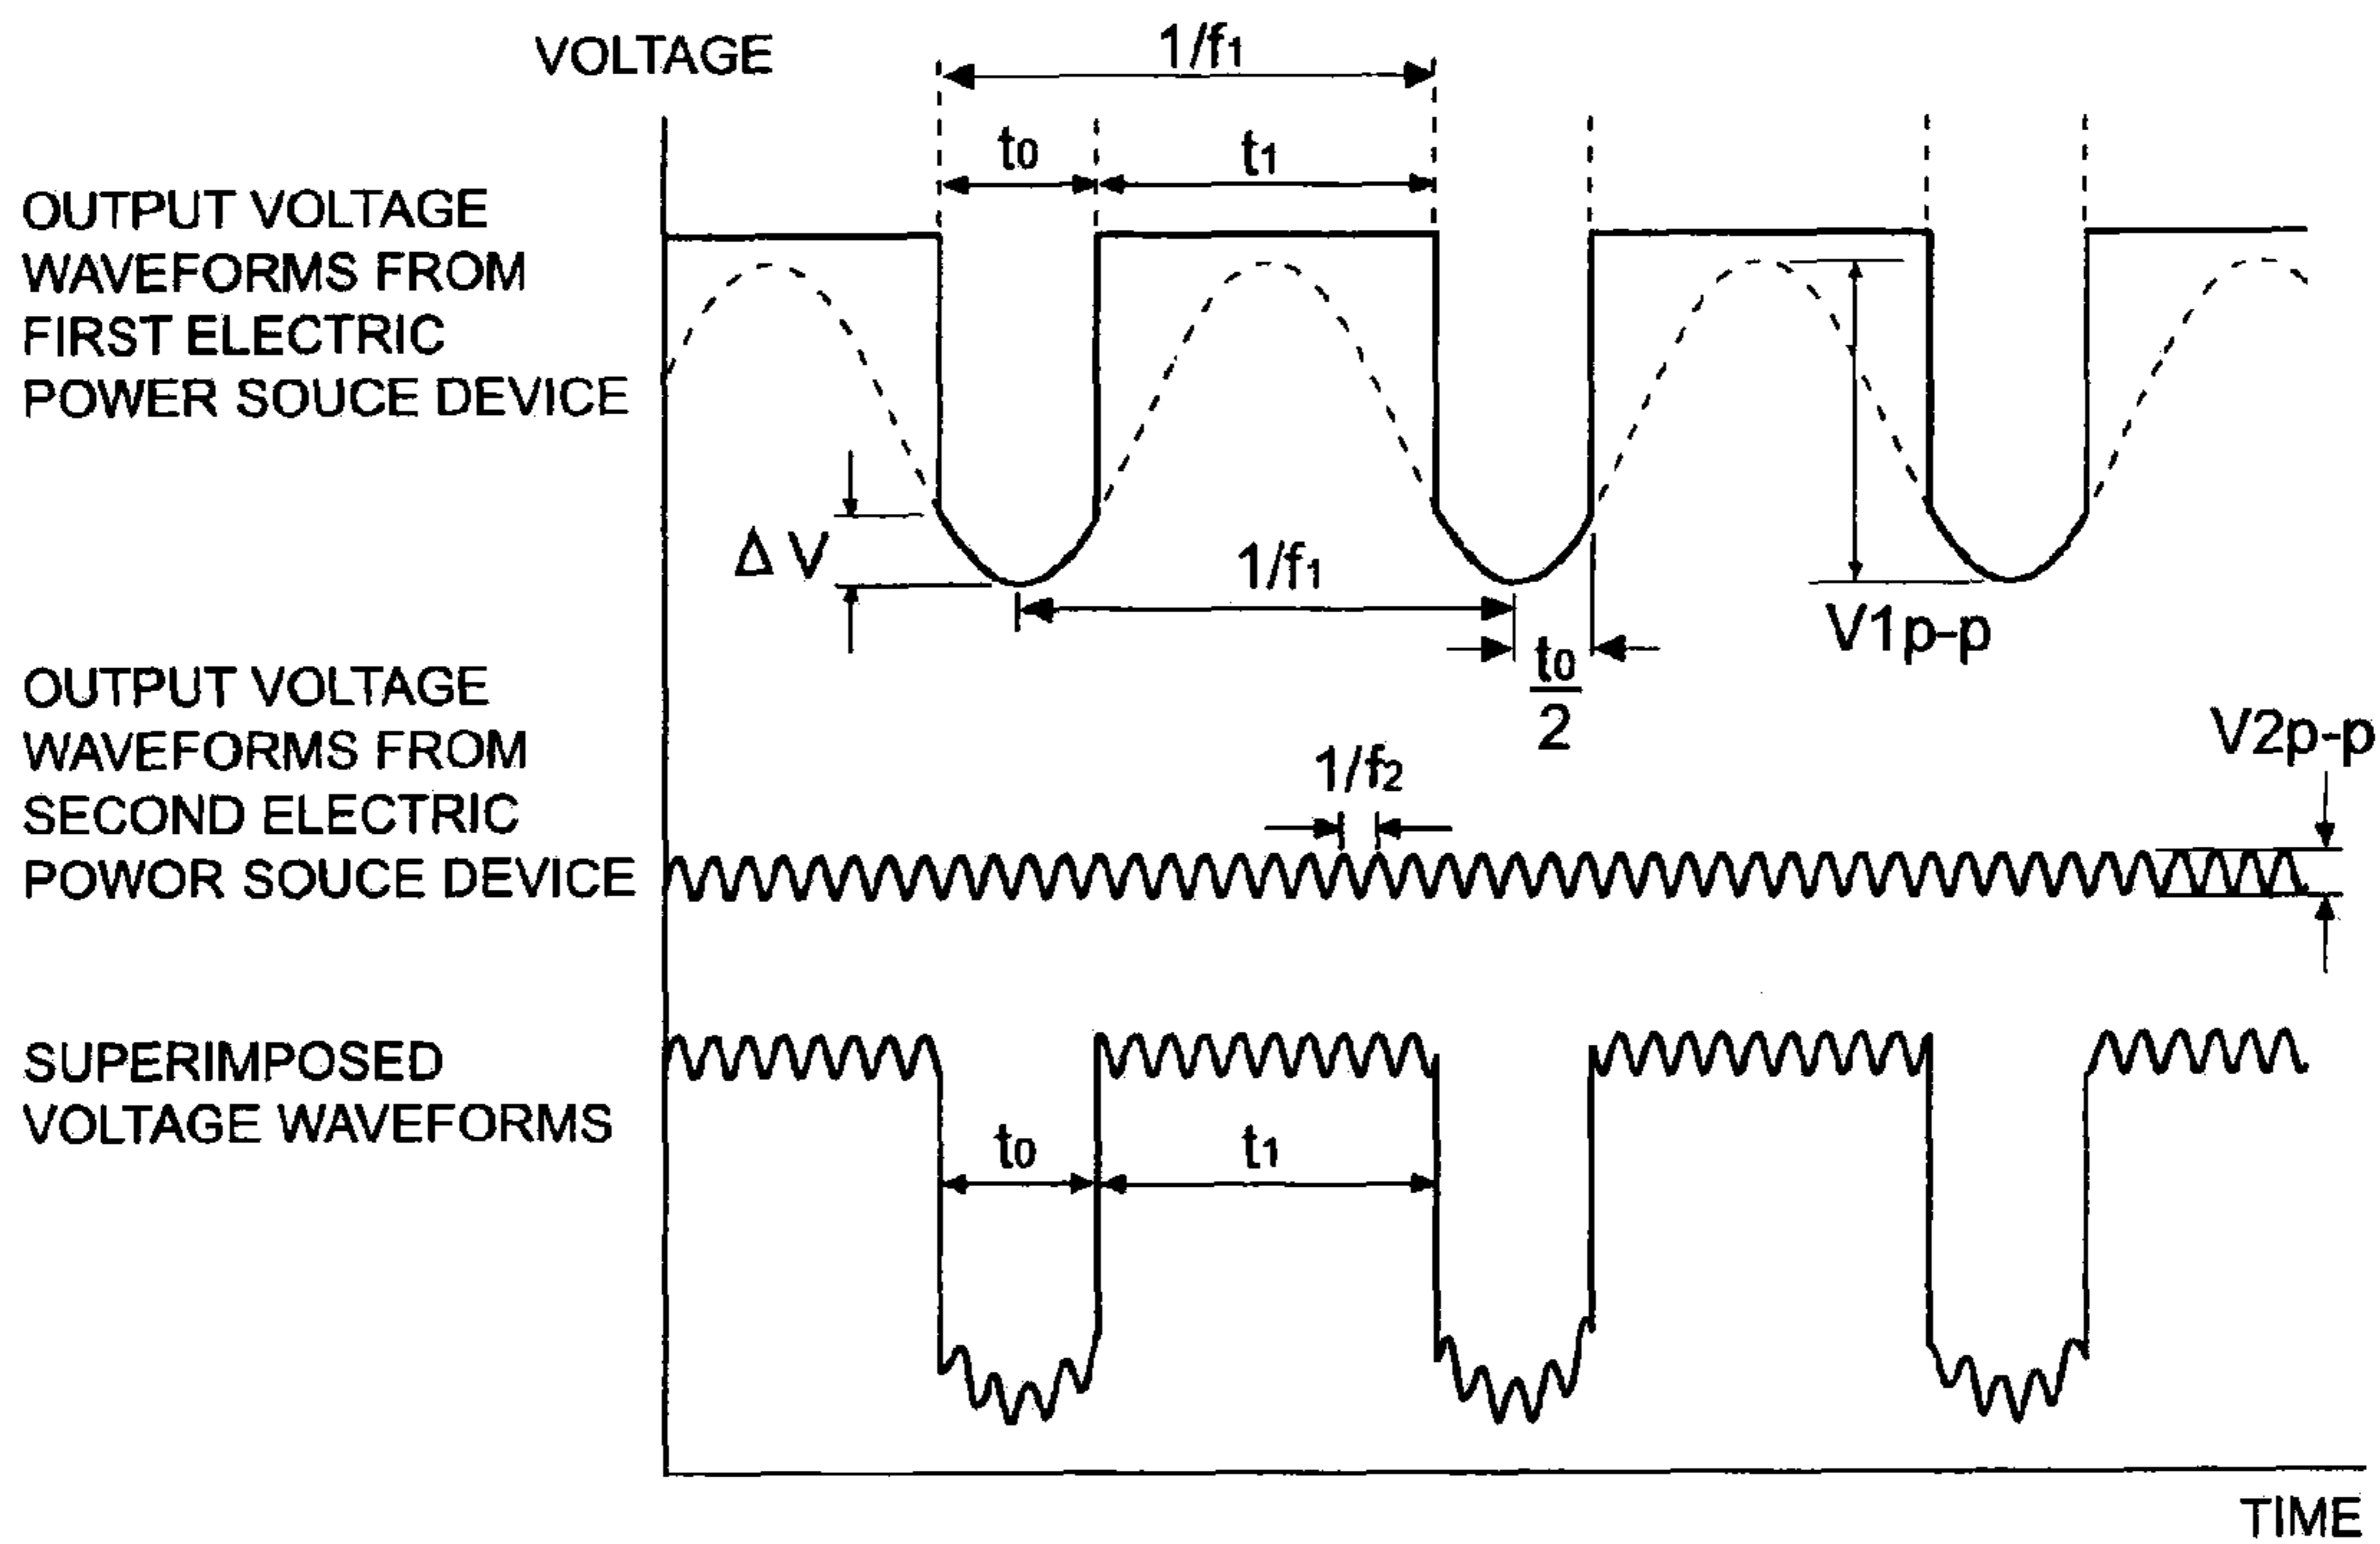 VOLTAGE
1/f1
t0
t1
OUTPUT VOLTAGE
WAVEFORMS FROM
FIRST ELECTRIC
POWER SOUCE DEVICE
Δ V
1/f1
V1p-p
t0
2
OUTPUT VOLTAGE
WAVEFORMS FROM
SECOND ELECTRIC
POWOR SOUCE DEVICE
1/f2
V2p-p
SUPERIMPOSED
VOLTAGE WAVEFORMS
t0
t1
TIME